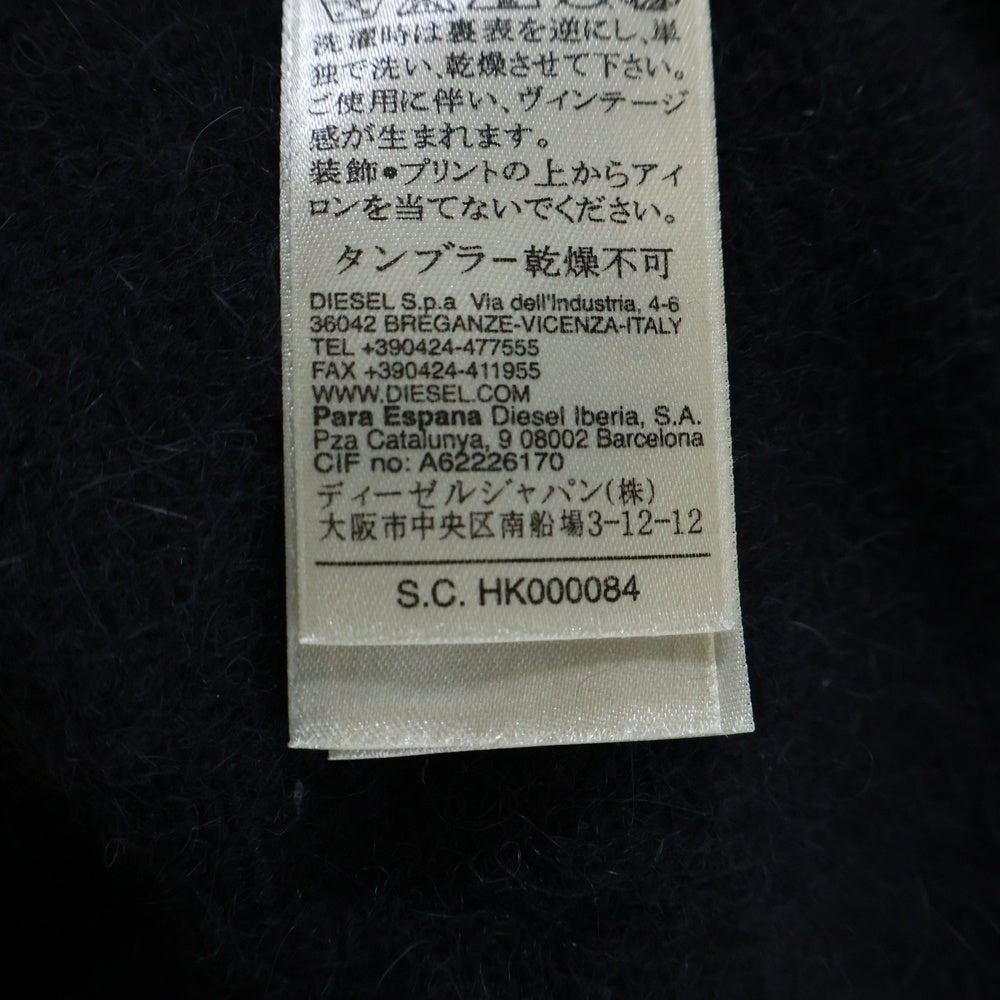 洗濯時は裏表を逆にし、単
独で洗い、乾燥させて下さい。
ご使用に伴い、ヴィンテージ
感が生まれます。
装飾•プリントの上からアイ
ロンを当てないでください。
タンブラー乾燥不可
DIESEL S.p.a Via dell'Industria, 4-6
36042 BREGANZE-VICENZA-ITALY
TEL +390424-477555
FAX +390424-411955
WWW.DIESEL.COM
Para Espana Diesel Iberia, S.A.
Pza Catalunya, 9 08002 Barcelona
CIF no: A62226170
ディーゼルジャパン(株)
大阪市中央区南船場3-12-12
S.C. HK000084